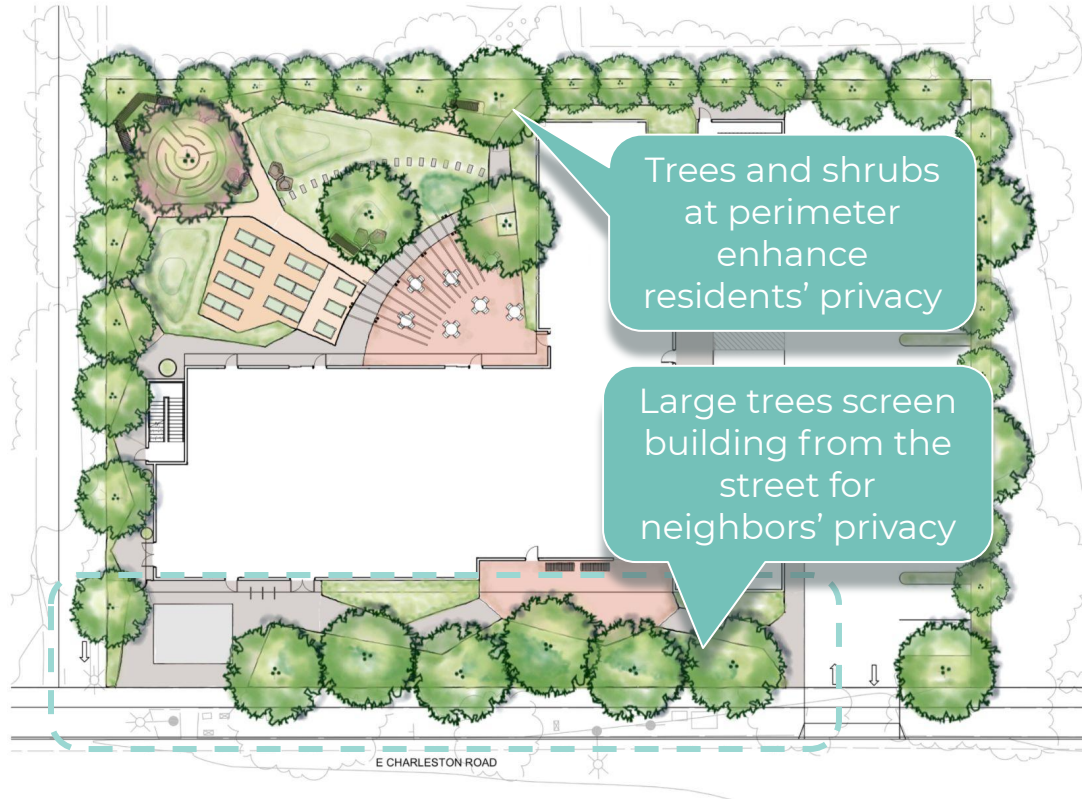 Trees and shrubs
at perimeter
enhance
residents’ privacy
Large trees screen
building from the
street for
neighbors’ privacy
E CHARLESTON ROAD